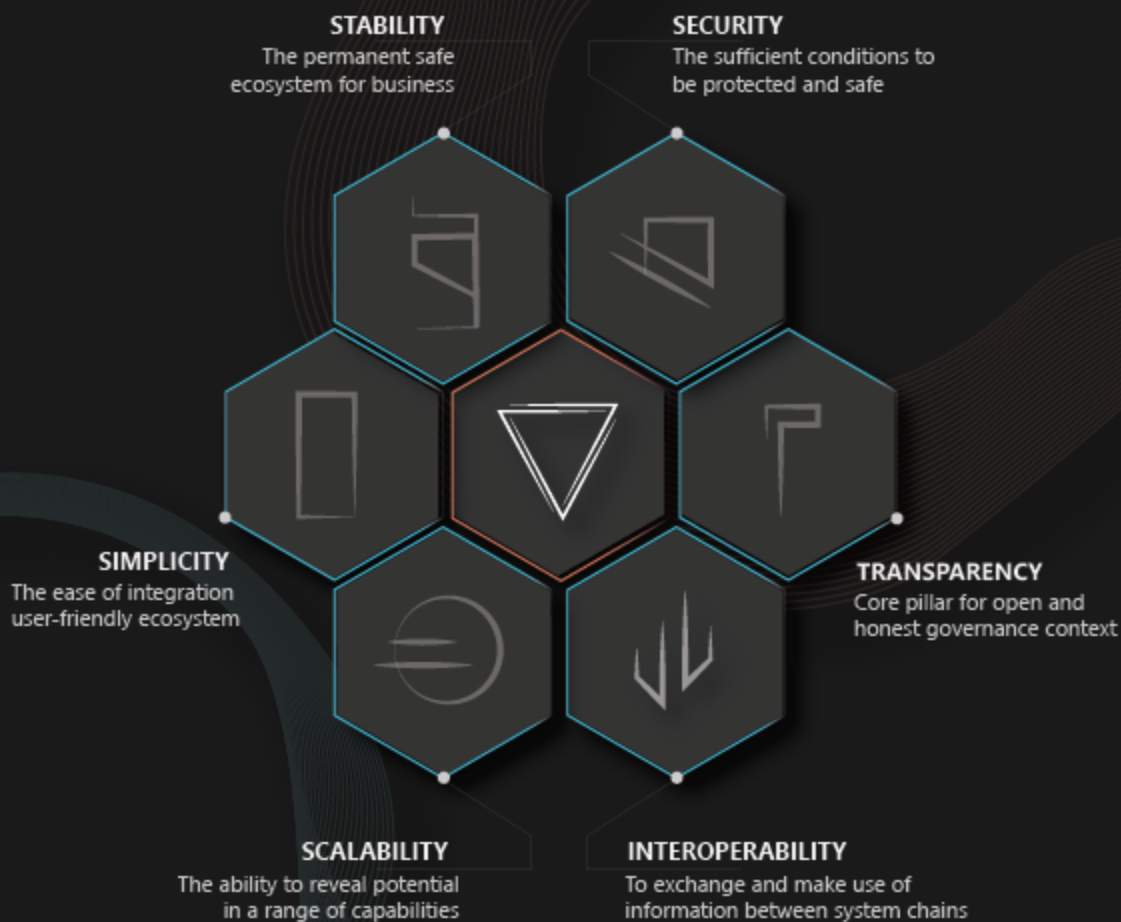 STABILITY
The permanent safe
ecosystem for business
SECURITY
The sufficient conditions to
be protected and safe
SIMPLICITY
The ease of integration
user-friendly ecosystem
TRANSPARENCY
Core pillar for open and
honest governance context
SCALABILITY
The ability to reveal potential
in a range of capabilities
INTEROPERABILITY
To exchange and make use of
information between system chains